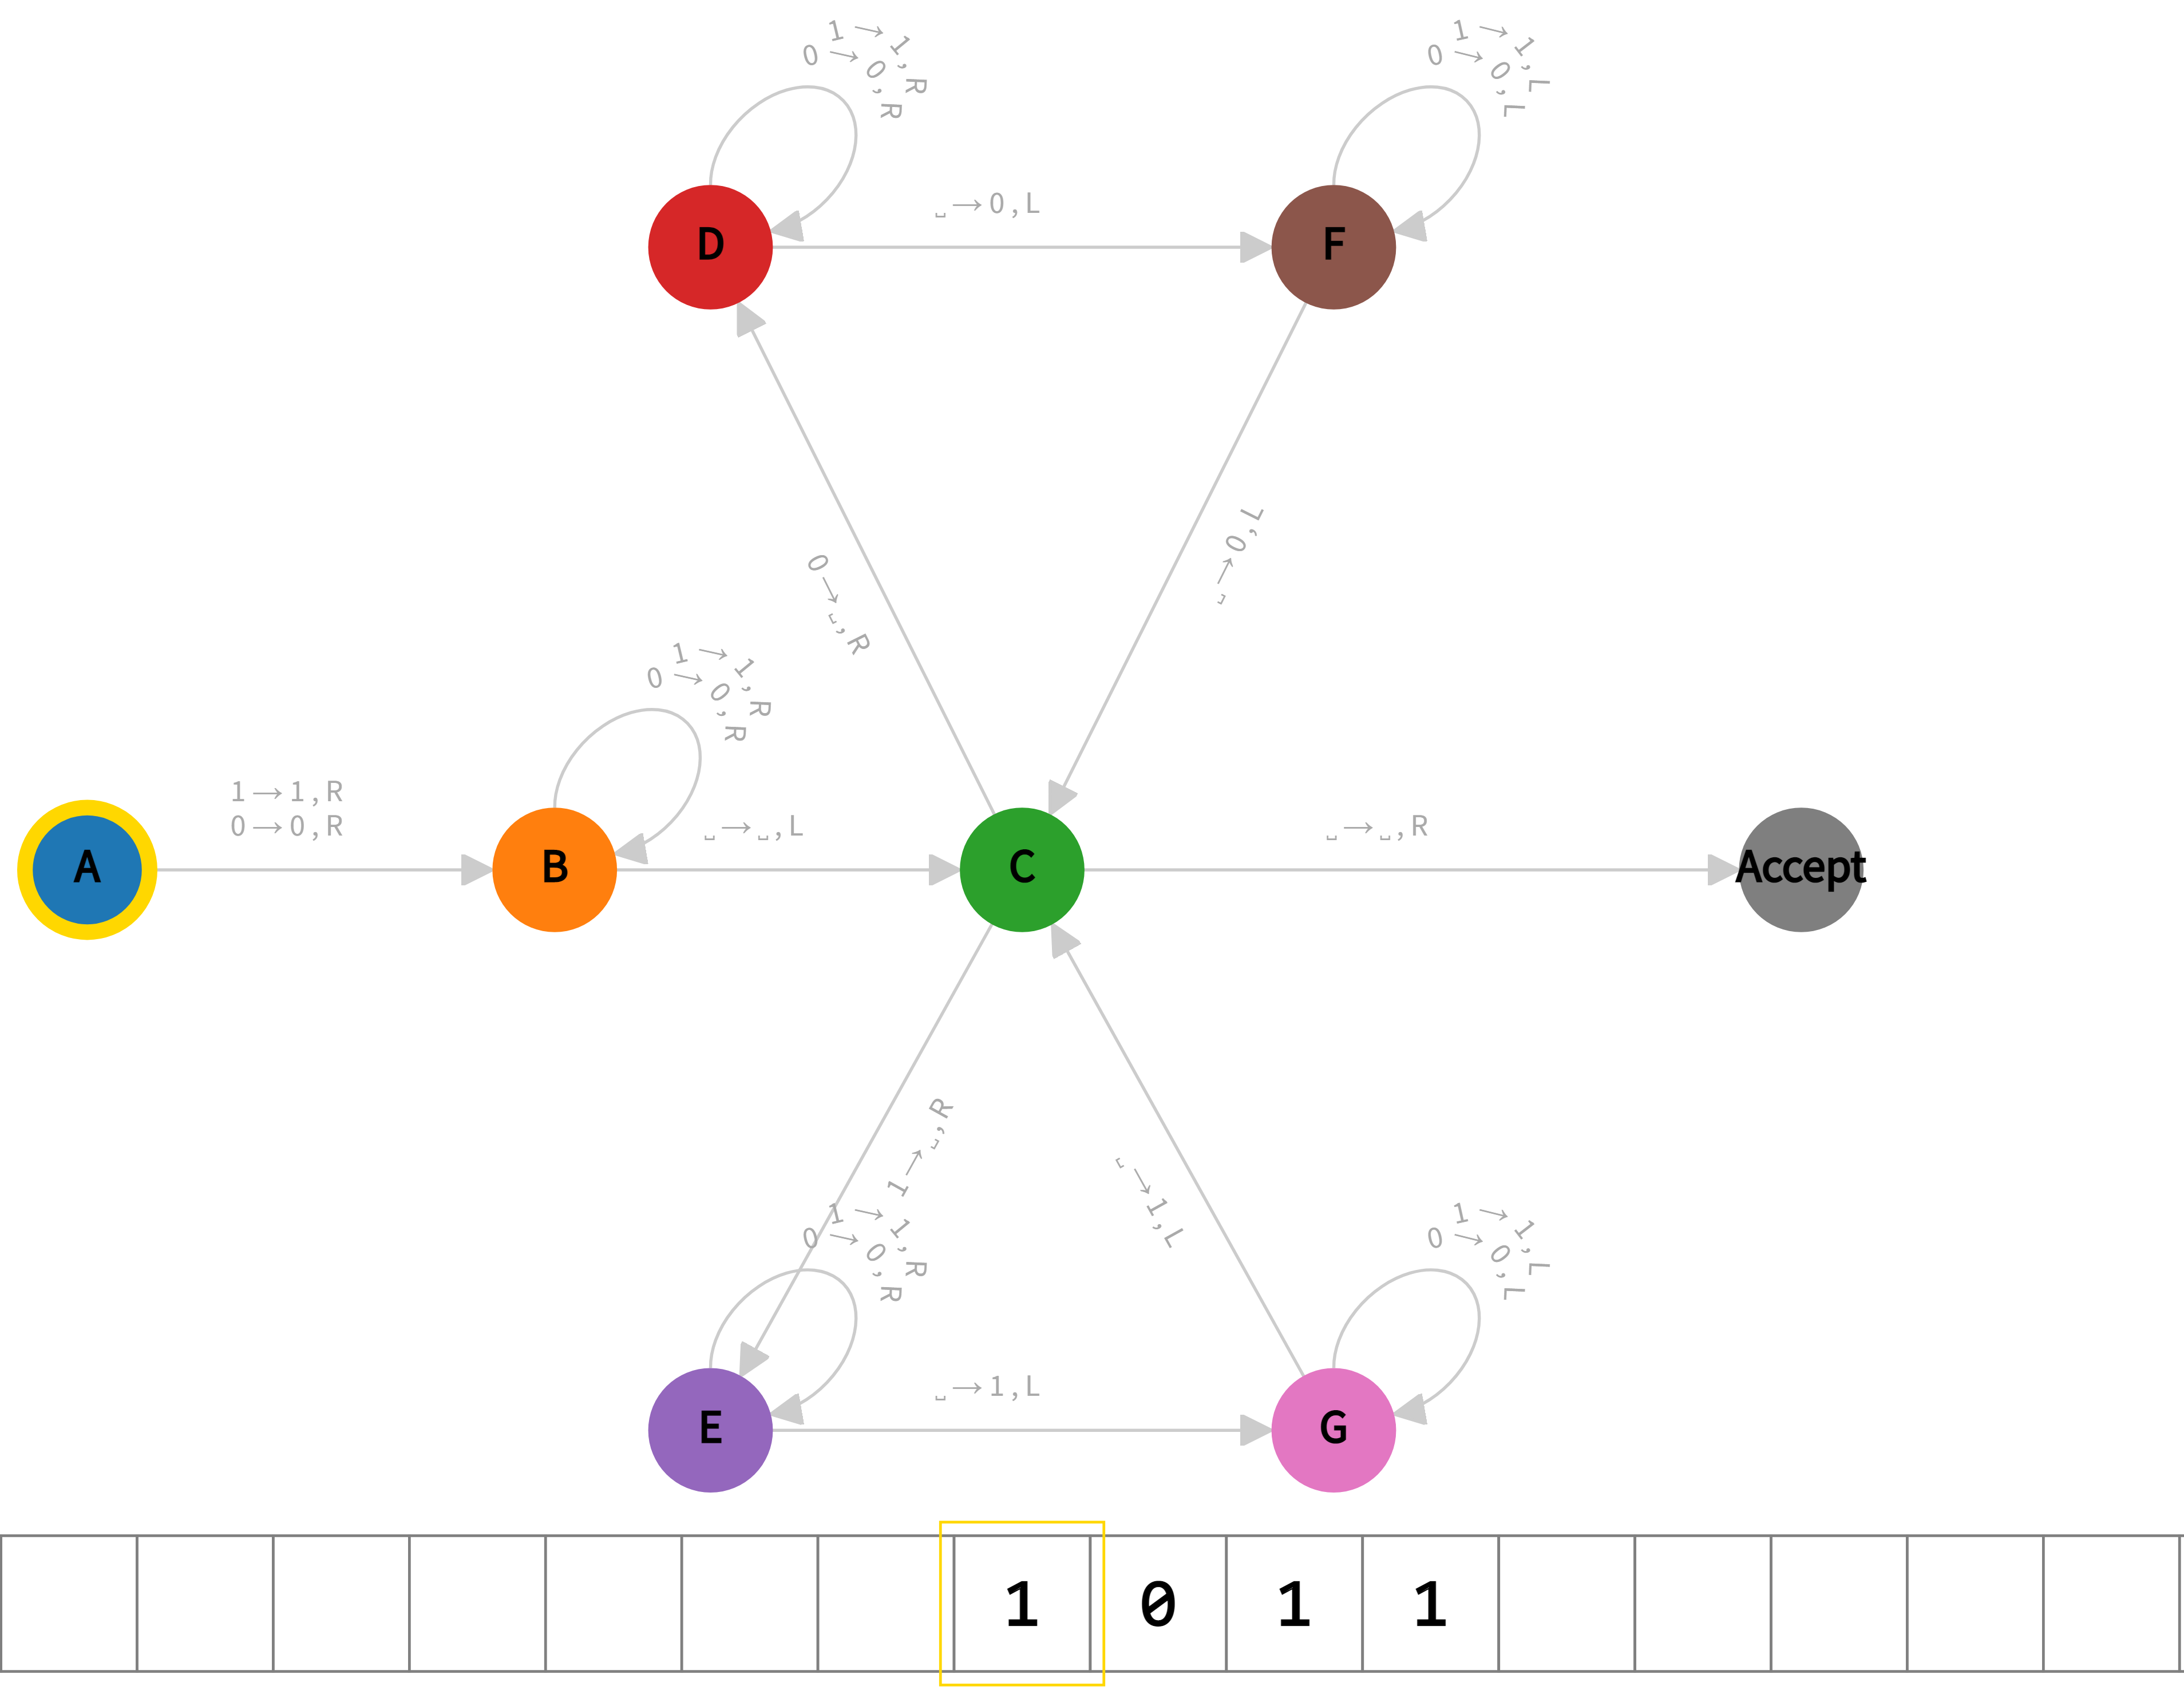 1→1,R
0→0,R
1→1,L
0→0,L
␣→0,L
D
F
0→␣,R
␣→0,L
1→1,R
0→0,R
1→1,R
0→0,R
␣→␣,L
␣→␣,R
A
B
C
Accept
1→␣,R
␣→1,L
1→1,R
0→0,R
1→1,L
0→0,L
␣→1,L
E
G
1 0 1 1